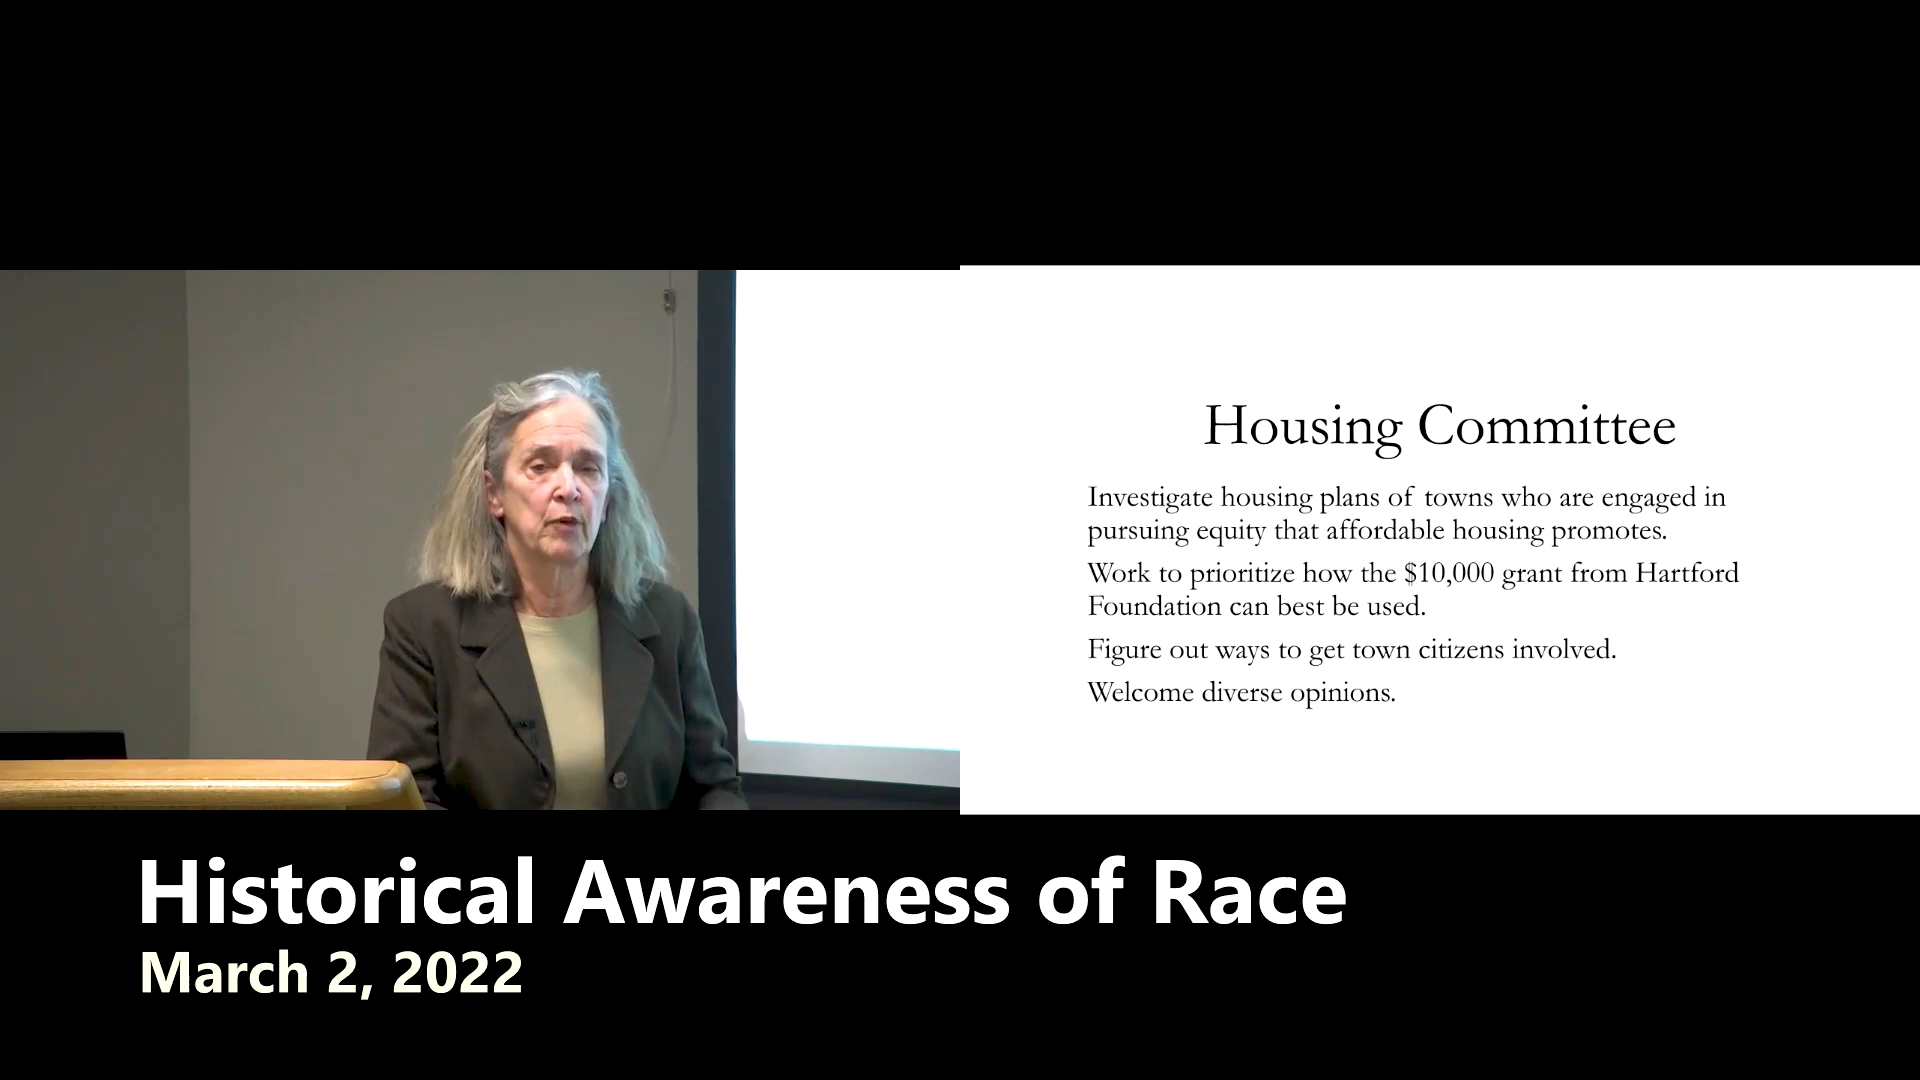 Housing Committee
Investigate housing plans of towns who are engaged in
pursuing equity that affordable housing promotes.
Work to prioritize how the $10,000 grant from Hartford
Foundation can best be used.
Figure out ways to get town citizens involved.
Welcome diverse opinions.
Historical Awareness of Race
March 2, 2022